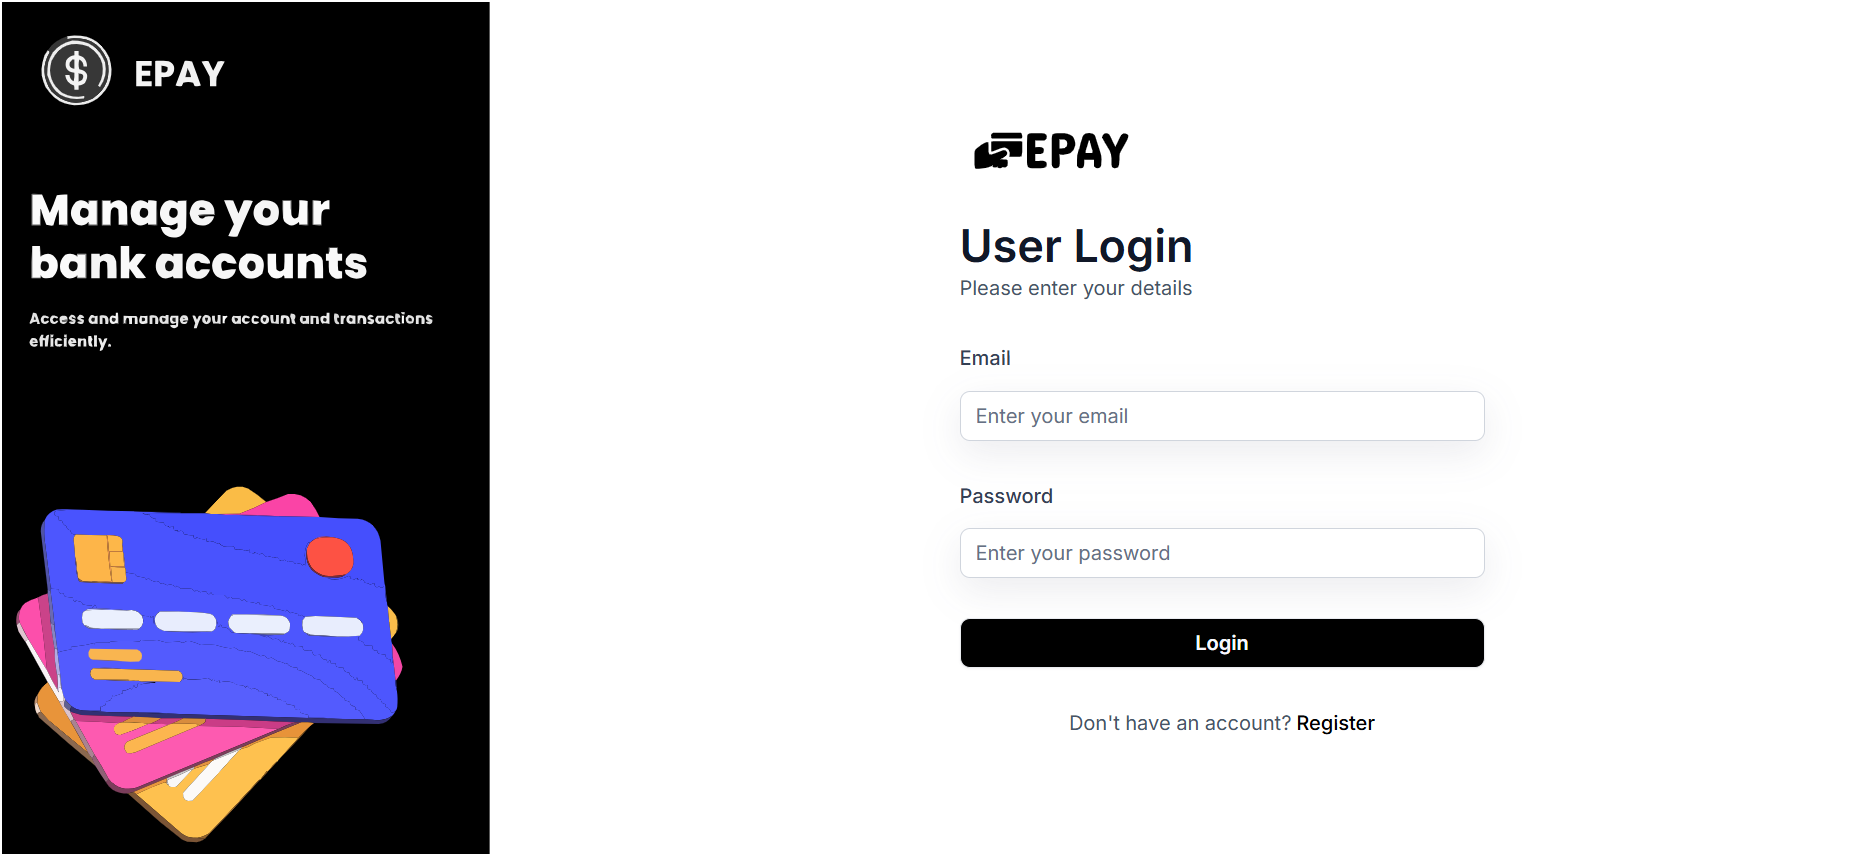 EPAY
Manage your
bank accounts
Access and manage your account and transactions
efficiently.
EPAY
User Login
Please enter your details
Email
Enter your email
Password
Enter your password
Login
Don't have an account? Register